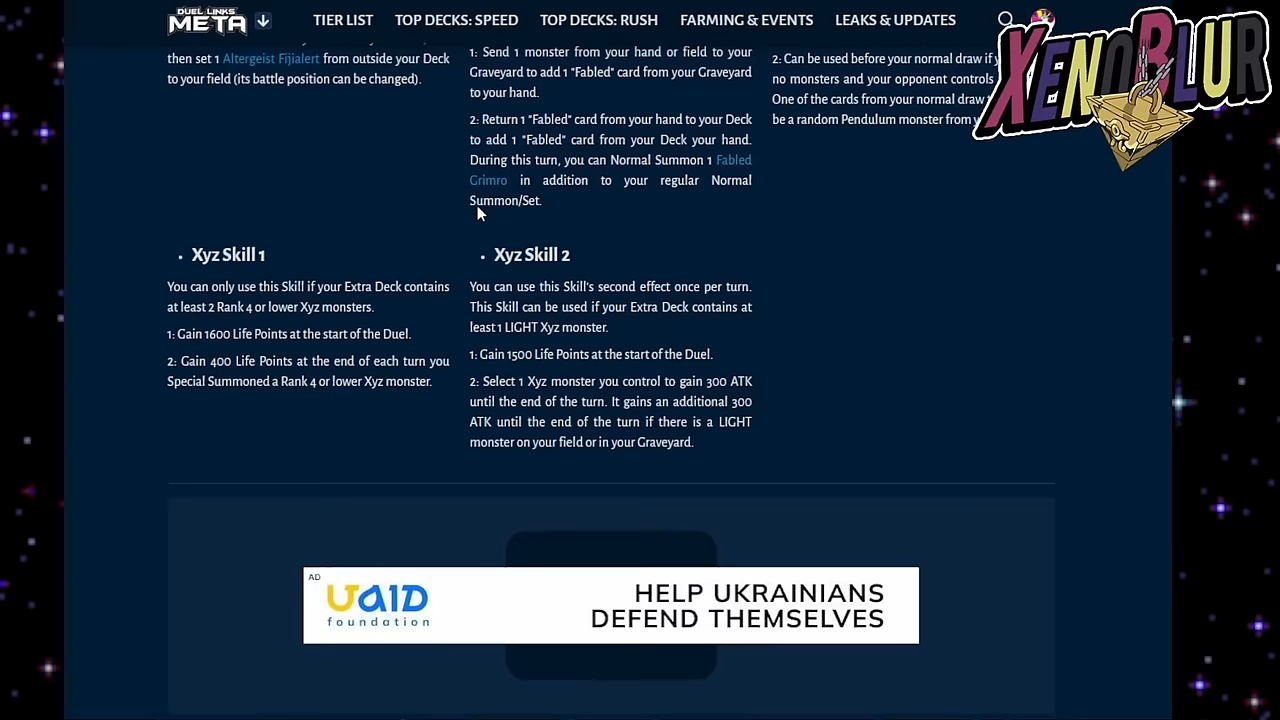 DUEL LINKS
META
TIER LIST
TOP DECKS: SPEED
TOP DECKS: RUSH
FARMING & EVENTS
LEAKS & UPDATES
XENOBLUR
then set 1 Altergeist Fijialert from outside your Deck
to your field (its battle position can be changed).
1: Send 1 monster from your hand or field to your
Graveyard to add 1 "Fabled" card from your Graveyard
to your hand.
2: Return 1 "Fabled" card from your hand to your Deck
to add 1 "Fabled" card from your Deck your hand.
During this turn, you can Normal Summon 1 Fabled
Grimro in addition to your regular Normal
Summon/Set.
2: Can be used before your normal draw if
no monsters and your opponent controls
One of the cards from your normal draw
be a random Pendulum monster from
• Xyz Skill 1
You can only use this Skill if your Extra Deck contains
at least 2 Rank 4 or lower Xyz monsters.
1: Gain 1600 Life Points at the start of the Duel.
2: Gain 400 Life Points at the end of each turn you
Special Summoned a Rank 4 or lower Xyz monster.
• Xyz Skill 2
You can use this Skill's second effect once per turn.
This Skill can be used if your Extra Deck contains at
least 1 LIGHT Xyz monster.
1: Gain 1500 Life Points at the start of the Duel.
2: Select 1 Xyz monster you control to gain 300 ATK
until the end of the turn. It gains an additional 300
ATK until the end of the turn if there is a LIGHT
monster on your field or in your Graveyard.
AD
UAID
foundation
HELP UKRAINIANS
DEFEND THEMSELVES